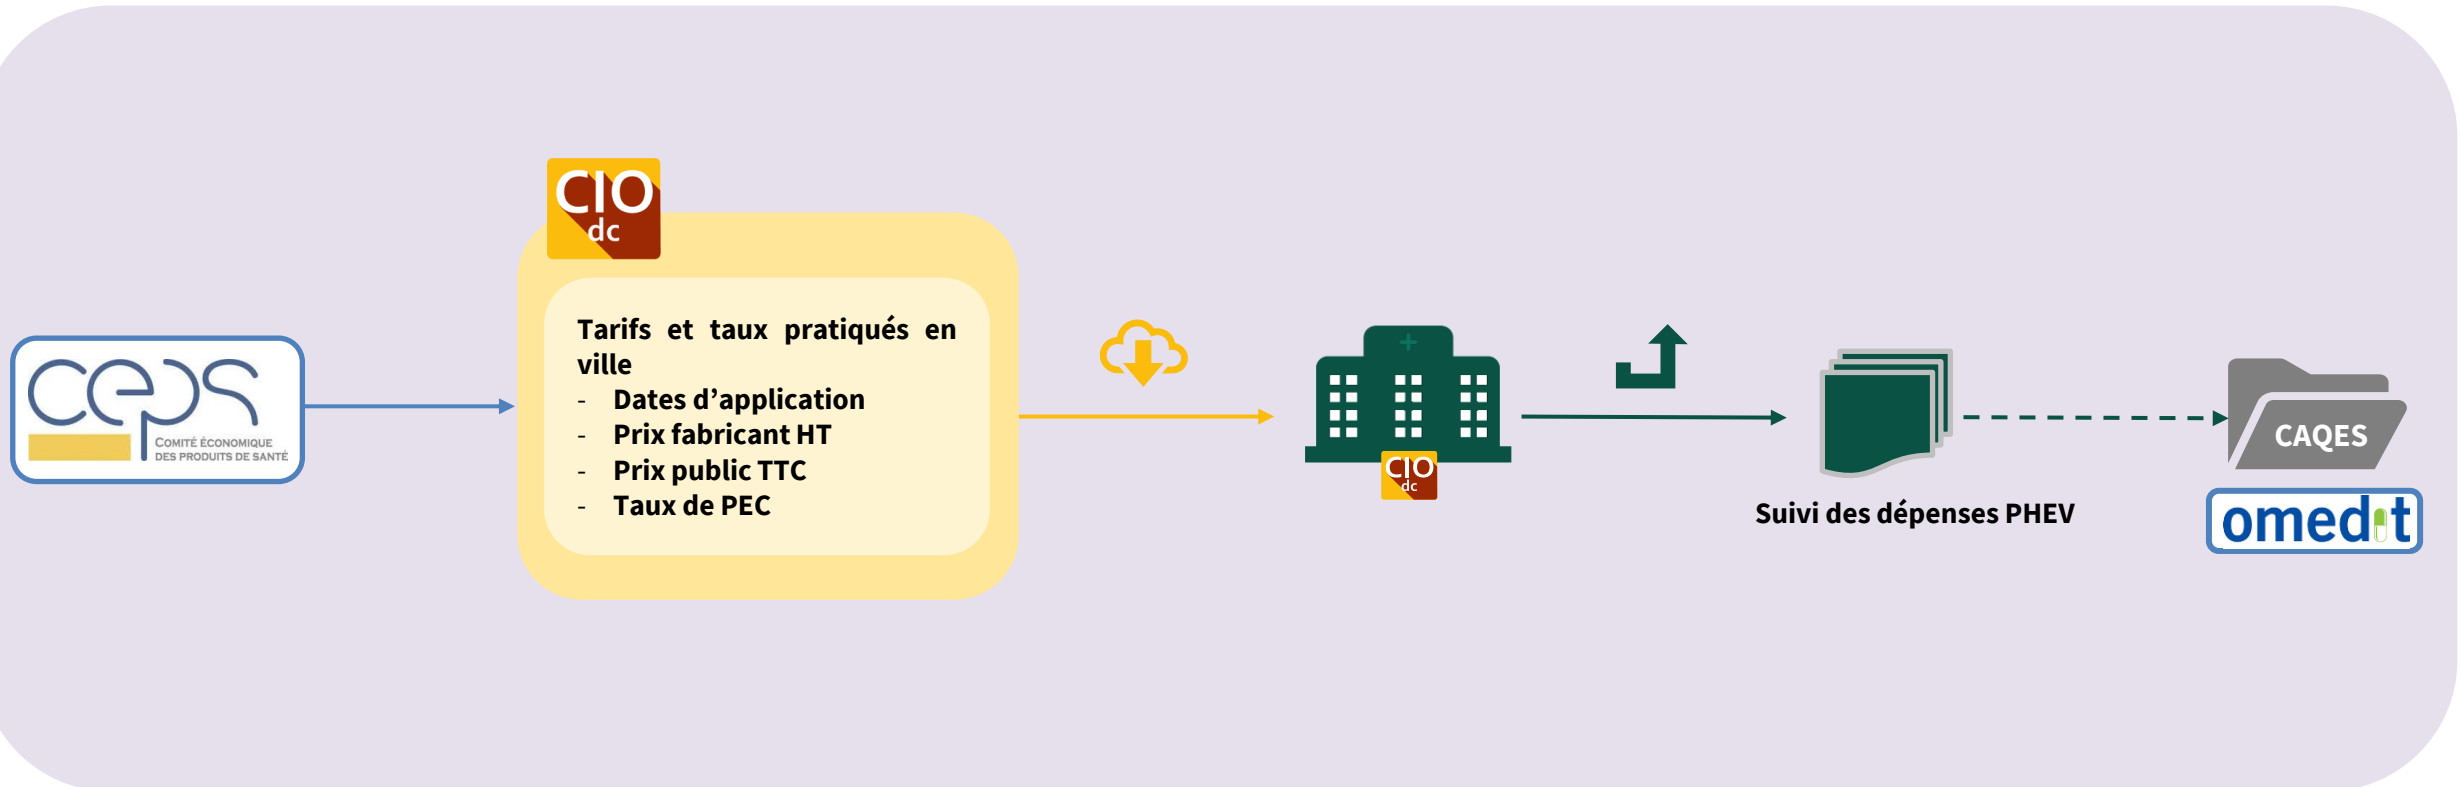 CIO
dc
Tarifs et taux pratiqués en
ville
- Dates d’application
- Prix fabricant HT
- Prix public TTC
- Taux de PEC
ceps
COMITÉ ÉCONOMIQUE
DES PRODUITS DE SANTÉ
CIO
dc
Suivi des dépenses PHEV
CAQES
omedit